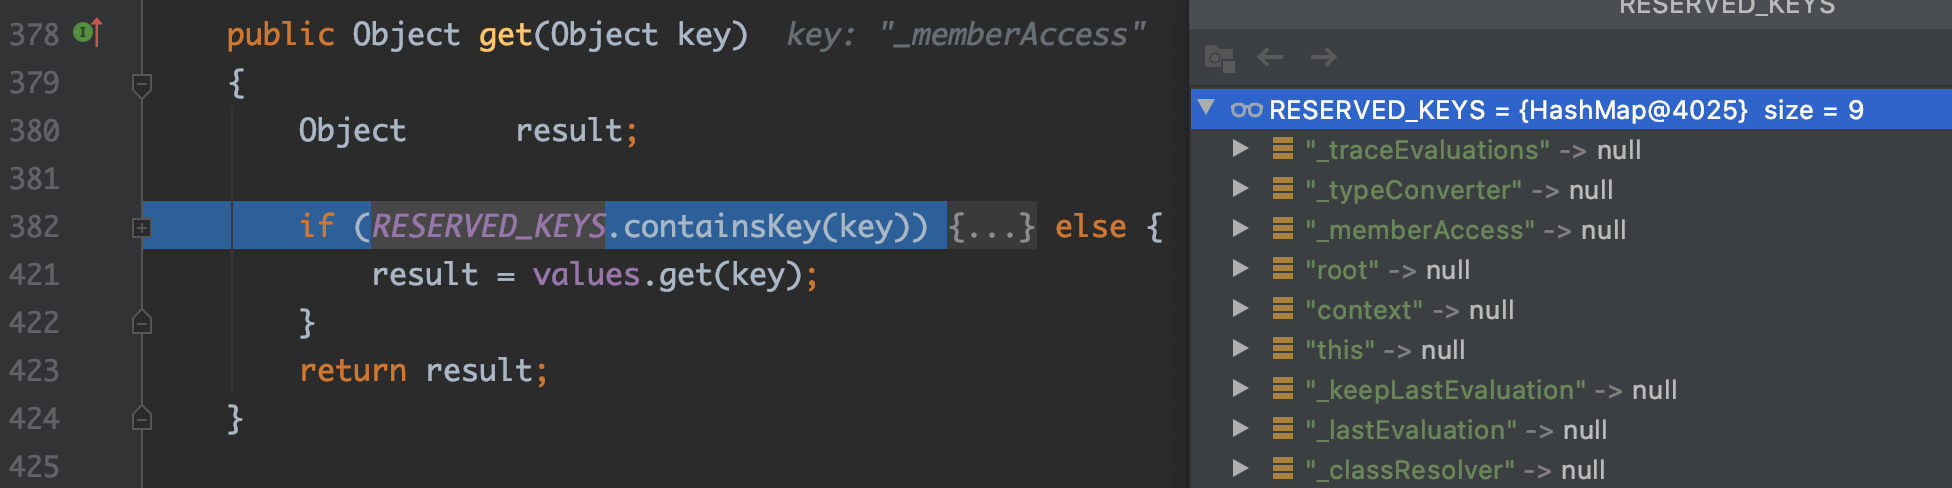 378 public Object get(Object key) key: "_memberAccess"
379 {
380 Object result;
381
382 if (RESERVED_KEYS.containsKey(key)) {...} else {
421 result = values.get(key);
422 }
423 return result;
424 }
425
RESERVED_KEYS
RESERVED_KEYS = {HashMap@4025} size = 9
"_traceEvaluations" -> null
"_typeConverter" -> null
"_memberAccess" -> null
"root" -> null
"context" -> null
"this" -> null
"_keepLastEvaluation" -> null
"_lastEvaluation" -> null
"_classResolver" -> null